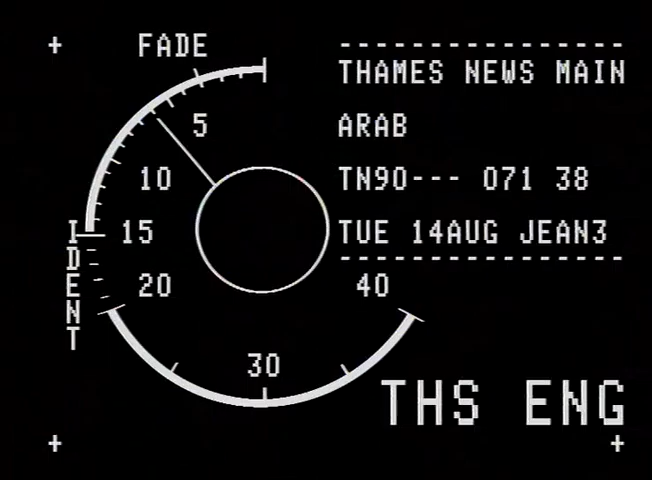 FADE
5
10
15
20
30
40
IDENT
--------------------
THAMES NEWS MAIN
ARAB
TN90--- 071 38
TUE 14AUG JEAN3
--------------------
THS ENG